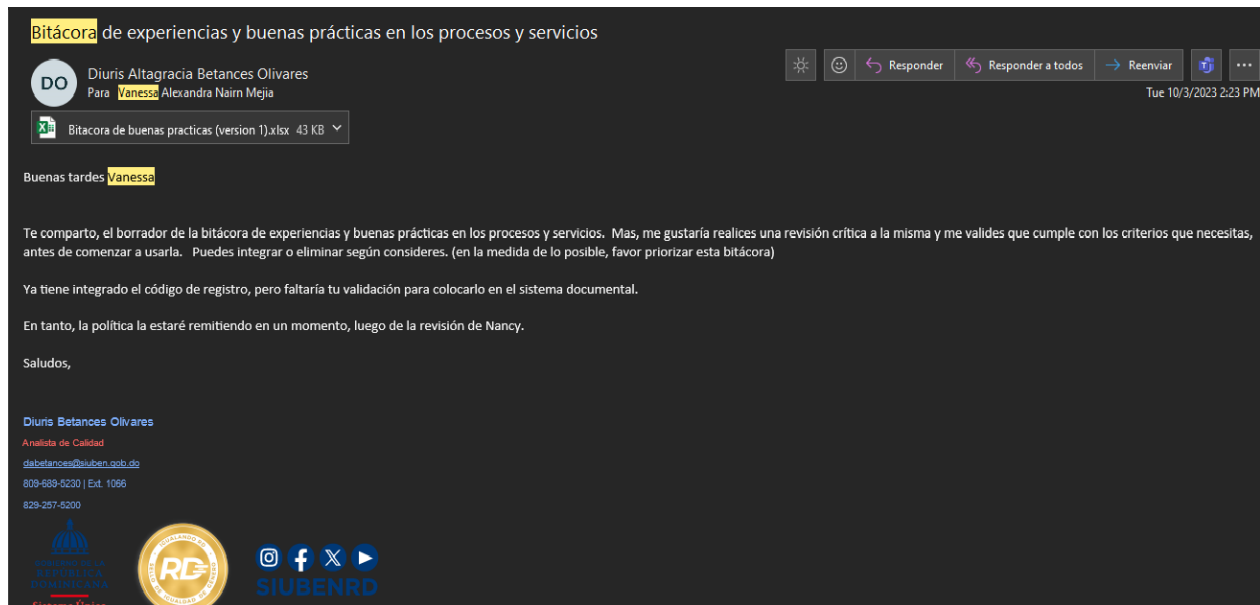 Bitácora de experiencias y buenas prácticas en los procesos y servicios
DO
Diuris Altagracia Betances Olivares
Para Vanessa Alexandra Nairn Mejia
Responder
Responder a todos
Reenviar
Tue 10/3/2023 2:23 PM
Bitacora de buenas practicas (version 1).xlsx 43 KB
Buenas tardes Vanessa
Te comparto, el borrador de la bitácora de experiencias y buenas prácticas en los procesos y servicios. Mas, me gustaría realices una revisión crítica a la misma y me valides que cumple con los criterios que necesitas,
antes de comenzar a usarla. Puedes integrar o eliminar según consideres. (en la medida de lo posible, favor priorizar esta bitácora)
Ya tiene integrado el código de registro, pero faltaría tu validación para colocarlo en el sistema documental.
En tanto, la política la estaré remitiendo en un momento, luego de la revisión de Nancy.
Saludos,
Diuris Betances Olivares
Analista de Calidad
dabetances@siuben.gob.do
809-689-5230 | Ext. 1066
829-257-5200
REPÚBLICA
DOMINICANA
Sistema Único
IGUALANDO RD
RD
SIUBENRD